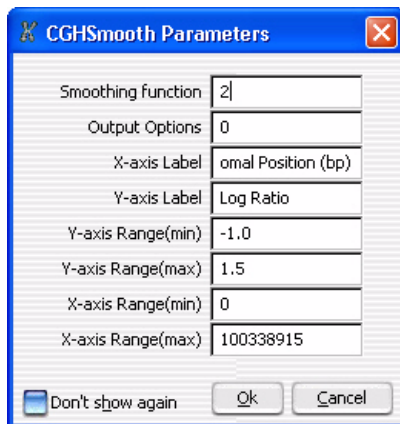 CGHSmooth Parameters
Smoothing function 2
Output Options 0
X-axis Label omal Position (bp)
Y-axis Label Log Ratio
Y-axis Range(min) -1.0
Y-axis Range(max) 1.5
X-axis Range(min) 0
X-axis Range(max) 100338915
Don't show again Ok Cancel